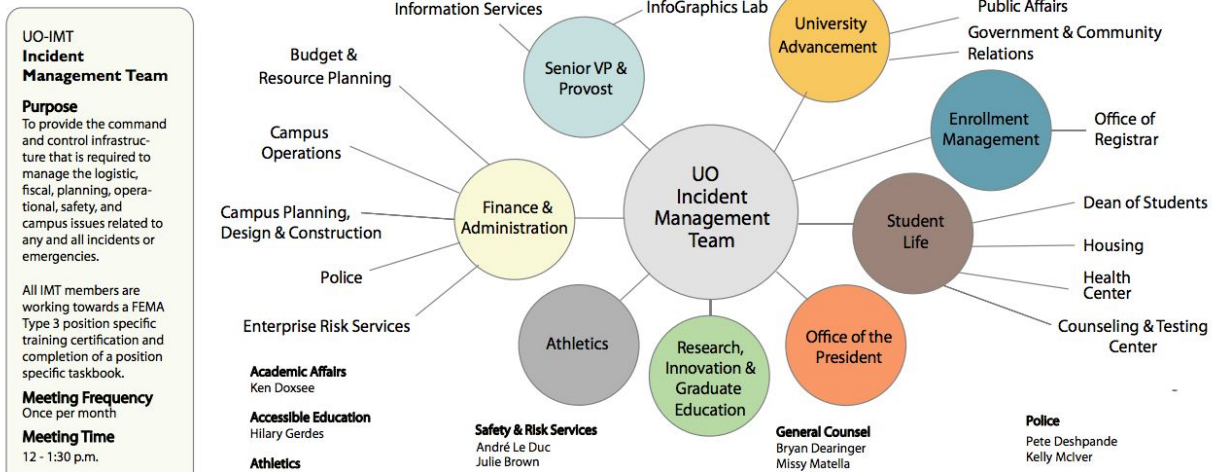 UO-IMT
Incident
Management Team
Purpose
To provide the command
and control infrastruc-
ture that is required to
manage the logistic,
fiscal, planning, opera-
tional, safety, and
campus issues related to
any and all incidents or
emergencies.
All IMT members are
working towards a FEMA
Type 3 position specific
training certification and
completion of a position
specific taskbook.
Meeting Frequency
Once per month
Meeting Time
12 - 1:30 p.m.
Information Services
InfoGraphics Lab
Senior VP &
Provost
University
Advancement
Public Affairs
Government & Community
Relations
Budget &
Resource Planning
Campus
Operations
Campus Planning,
Design & Construction
Police
Enterprise Risk Services
Finance &
Administration
UO
Incident
Management
Team
Enrollment
Management
Office of
Registrar
Student
Life
Dean of Students
Housing
Health
Center
Counseling & Testing
Center
Athletics
Research,
Innovation &
Graduate
Education
Office of the
President
Academic Affairs
Ken Doxsee
Accessible Education
Hilary Gerdes
Athletics
Safety & Risk Services
André Le Duc
Julie Brown
General Counsel
Bryan Dearinger
Missy Matella
Police
Pete Deshpande
Kelly McIver